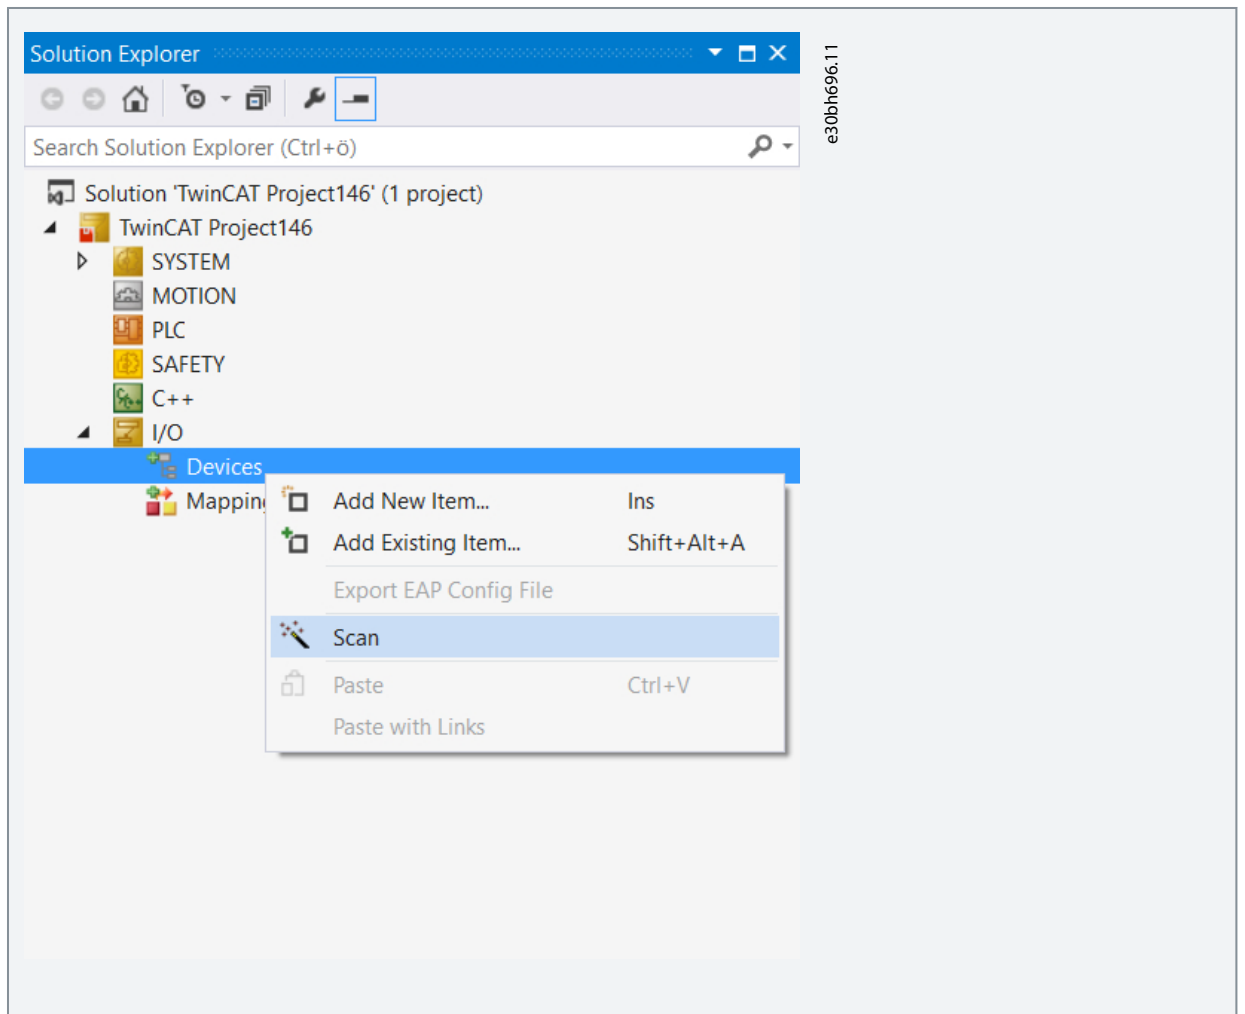 Solution Explorer
e30bh696.11
Search Solution Explorer (Ctrl+ö)
Solution 'TwinCAT Project146' (1 project)
TwinCAT Project146
SYSTEM
MOTION
PLC
SAFETY
C++
I/O
Devices
Mapping
Add New Item... Ins
Add Existing Item... Shift+Alt+A
Export EAP Config File
Scan
Paste Ctrl+V
Paste with Links